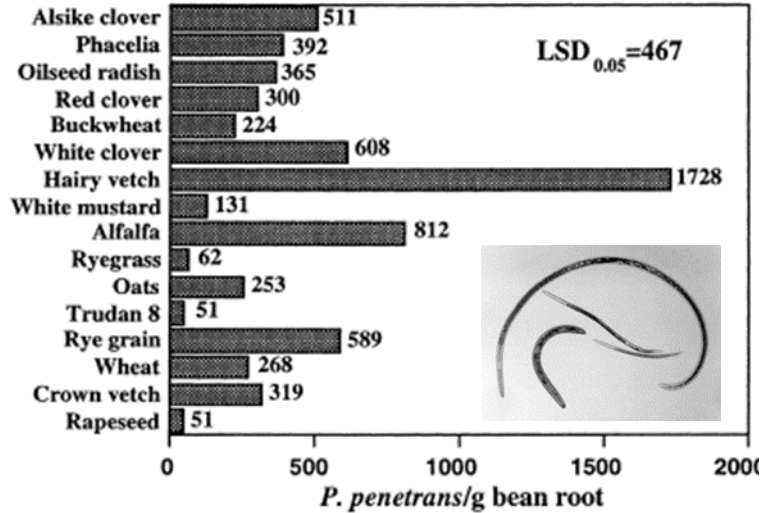 Alsike clover 511
Phacelia 392
Oilseed radish 365
Red clover 300
Buckwheat 224
White clover 608
Hairy vetch 1728
White mustard 131
Alfalfa 812
Ryegrass 62
Oats 253
Trudan 8 51
Rye grain 589
Wheat 268
Crown vetch 319
Rapeseed 51
LSD 0.05=467
0 500 1000 1500 2000
P. penetrans/g bean root